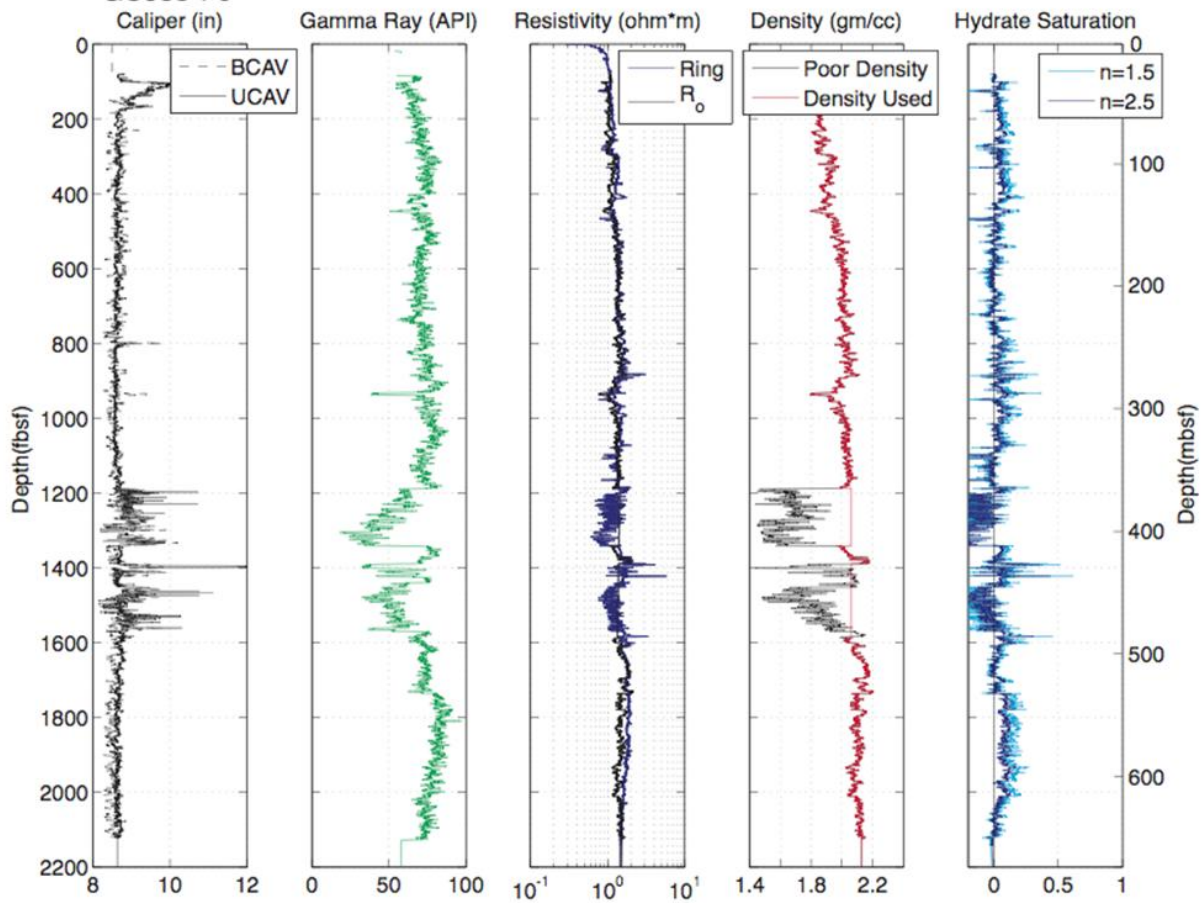 Caliper (in) Gamma Ray (API) Resistivity (ohm*m) Density (gm/cc) Hydrate Saturation
BCAV
UCAV
Ring
Ro
Poor Density
Density Used
n=1.5
n=2.5
Depth(fbsf)
0
200
400
600
800
1000
1200
1400
1600
1800
2000
2200
0
100
200
300
400
500
600
Depth(mbsf)
8 10 12
0 50 100
10-1 100 101
1.4 1.8 2.2
0 0.5 1